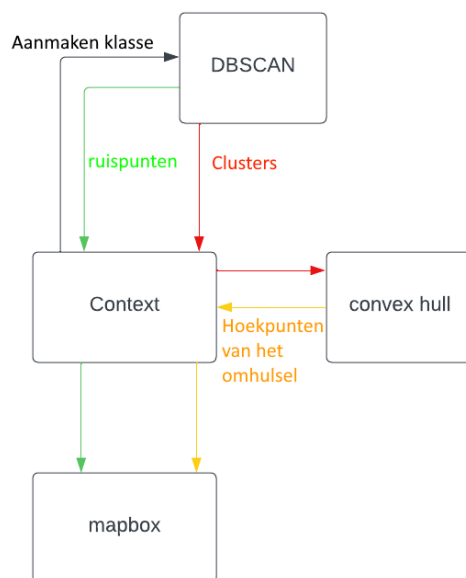 Aanmaken klasse
DBSCAN
ruispunten
Clusters
Context
convex hull
Hoekpunten
van het
omhulsel
mapbox